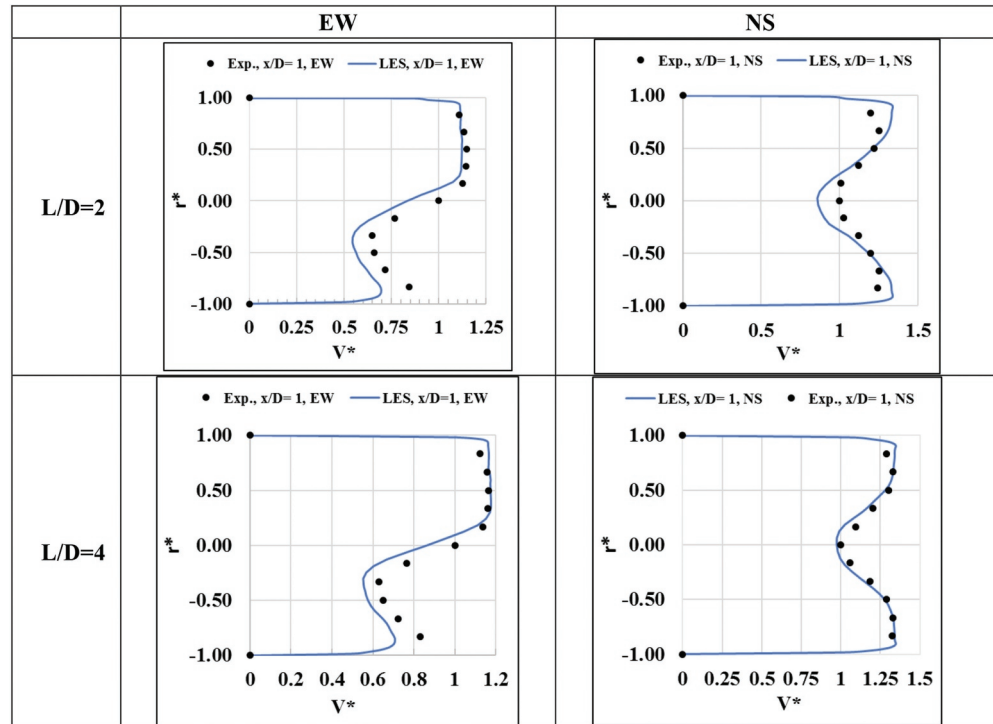 EW
NS
L/D=2
Exp., x/D= 1, EW
LES, x/D= 1, EW
1.00
0.50
0.00
-0.50
-1.00
r*
0
0.25
0.5
0.75
1
1.25
V*
Exp., x/D= 1, NS
LES, x/D= 1, NS
1.00
0.50
0.00
-0.50
-1.00
r*
0
0.5
1
1.5
V*
L/D=4
Exp., x/D= 1, EW
LES, x/D=1, EW
1.00
0.50
0.00
-0.50
-1.00
r*
0
0.2
0.4
0.6
0.8
1
1.2
V*
LES, x/D= 1, NS
Exp., x/D= 1, NS
1.00
0.50
0.00
-0.50
-1.00
r*
0
0.25
0.5
0.75
1
1.25
1.5
V*